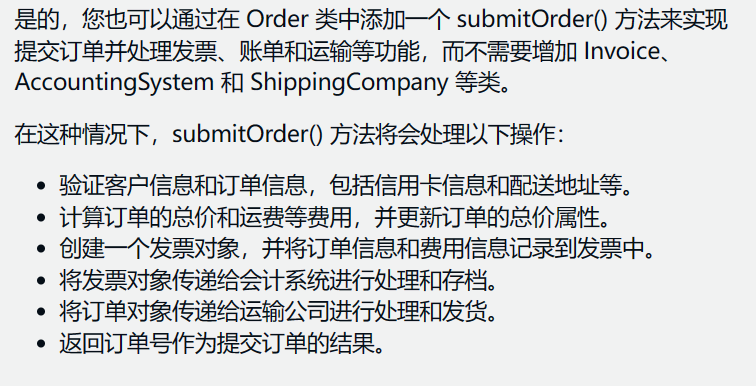 是的，您也可以通过在 Order 类中添加一个 submitOrder() 方法来实现
提交订单并处理发票、账单和运输等功能，而不需要增加 Invoice、
AccountingSystem 和 ShippingCompany 等类。
在这种情况下，submitOrder() 方法将会处理以下操作：
• 验证客户信息和订单信息，包括信用卡信息和配送地址等。
• 计算订单的总价和运费等费用，并更新订单的总价属性。
• 创建一个发票对象，并将订单信息和费用信息记录到发票中。
• 将发票对象传递给会计系统进行处理和存档。
• 将订单对象传递给运输公司进行处理和发货。
• 返回订单号作为提交订单的结果。